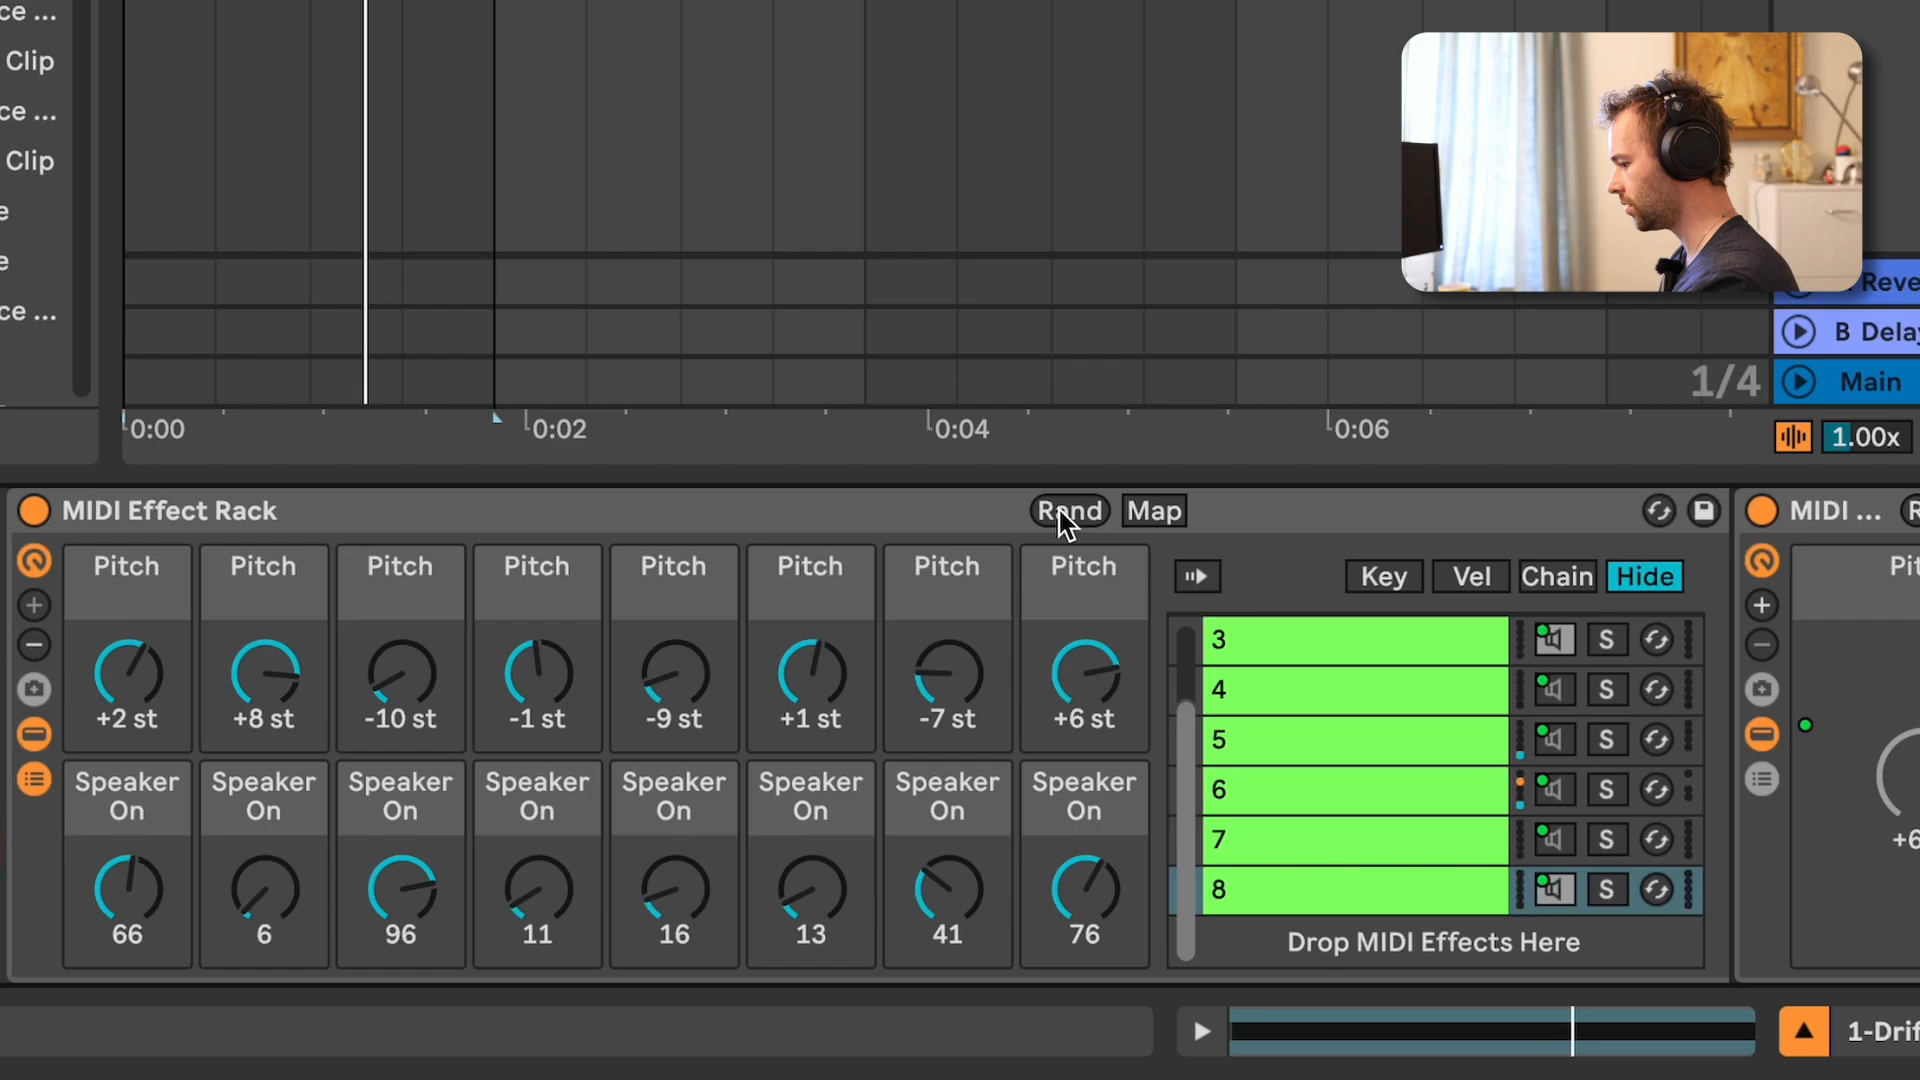 ce ...
Clip
ce ...
Clip
e
e
ce ...
Reve
B Delay
1/4
Main
0:00
0:02
0:04
0:06
1.00x
MIDI Effect Rack
Rand
Map
MIDI ...
R
Pitch
Pitch
Pitch
Pitch
Pitch
Pitch
Pitch
Pitch
+2 st
+8 st
-10 st
-1 st
-9 st
+1 st
-7 st
+6 st
Speaker On
Speaker On
Speaker On
Speaker On
Speaker On
Speaker On
Speaker On
Speaker On
66
6
96
11
16
13
41
76
Key
Vel
Chain
Hide
3
S
4
S
5
S
6
S
7
S
8
S
Drop MIDI Effects Here
Pit
+6
1-Drif